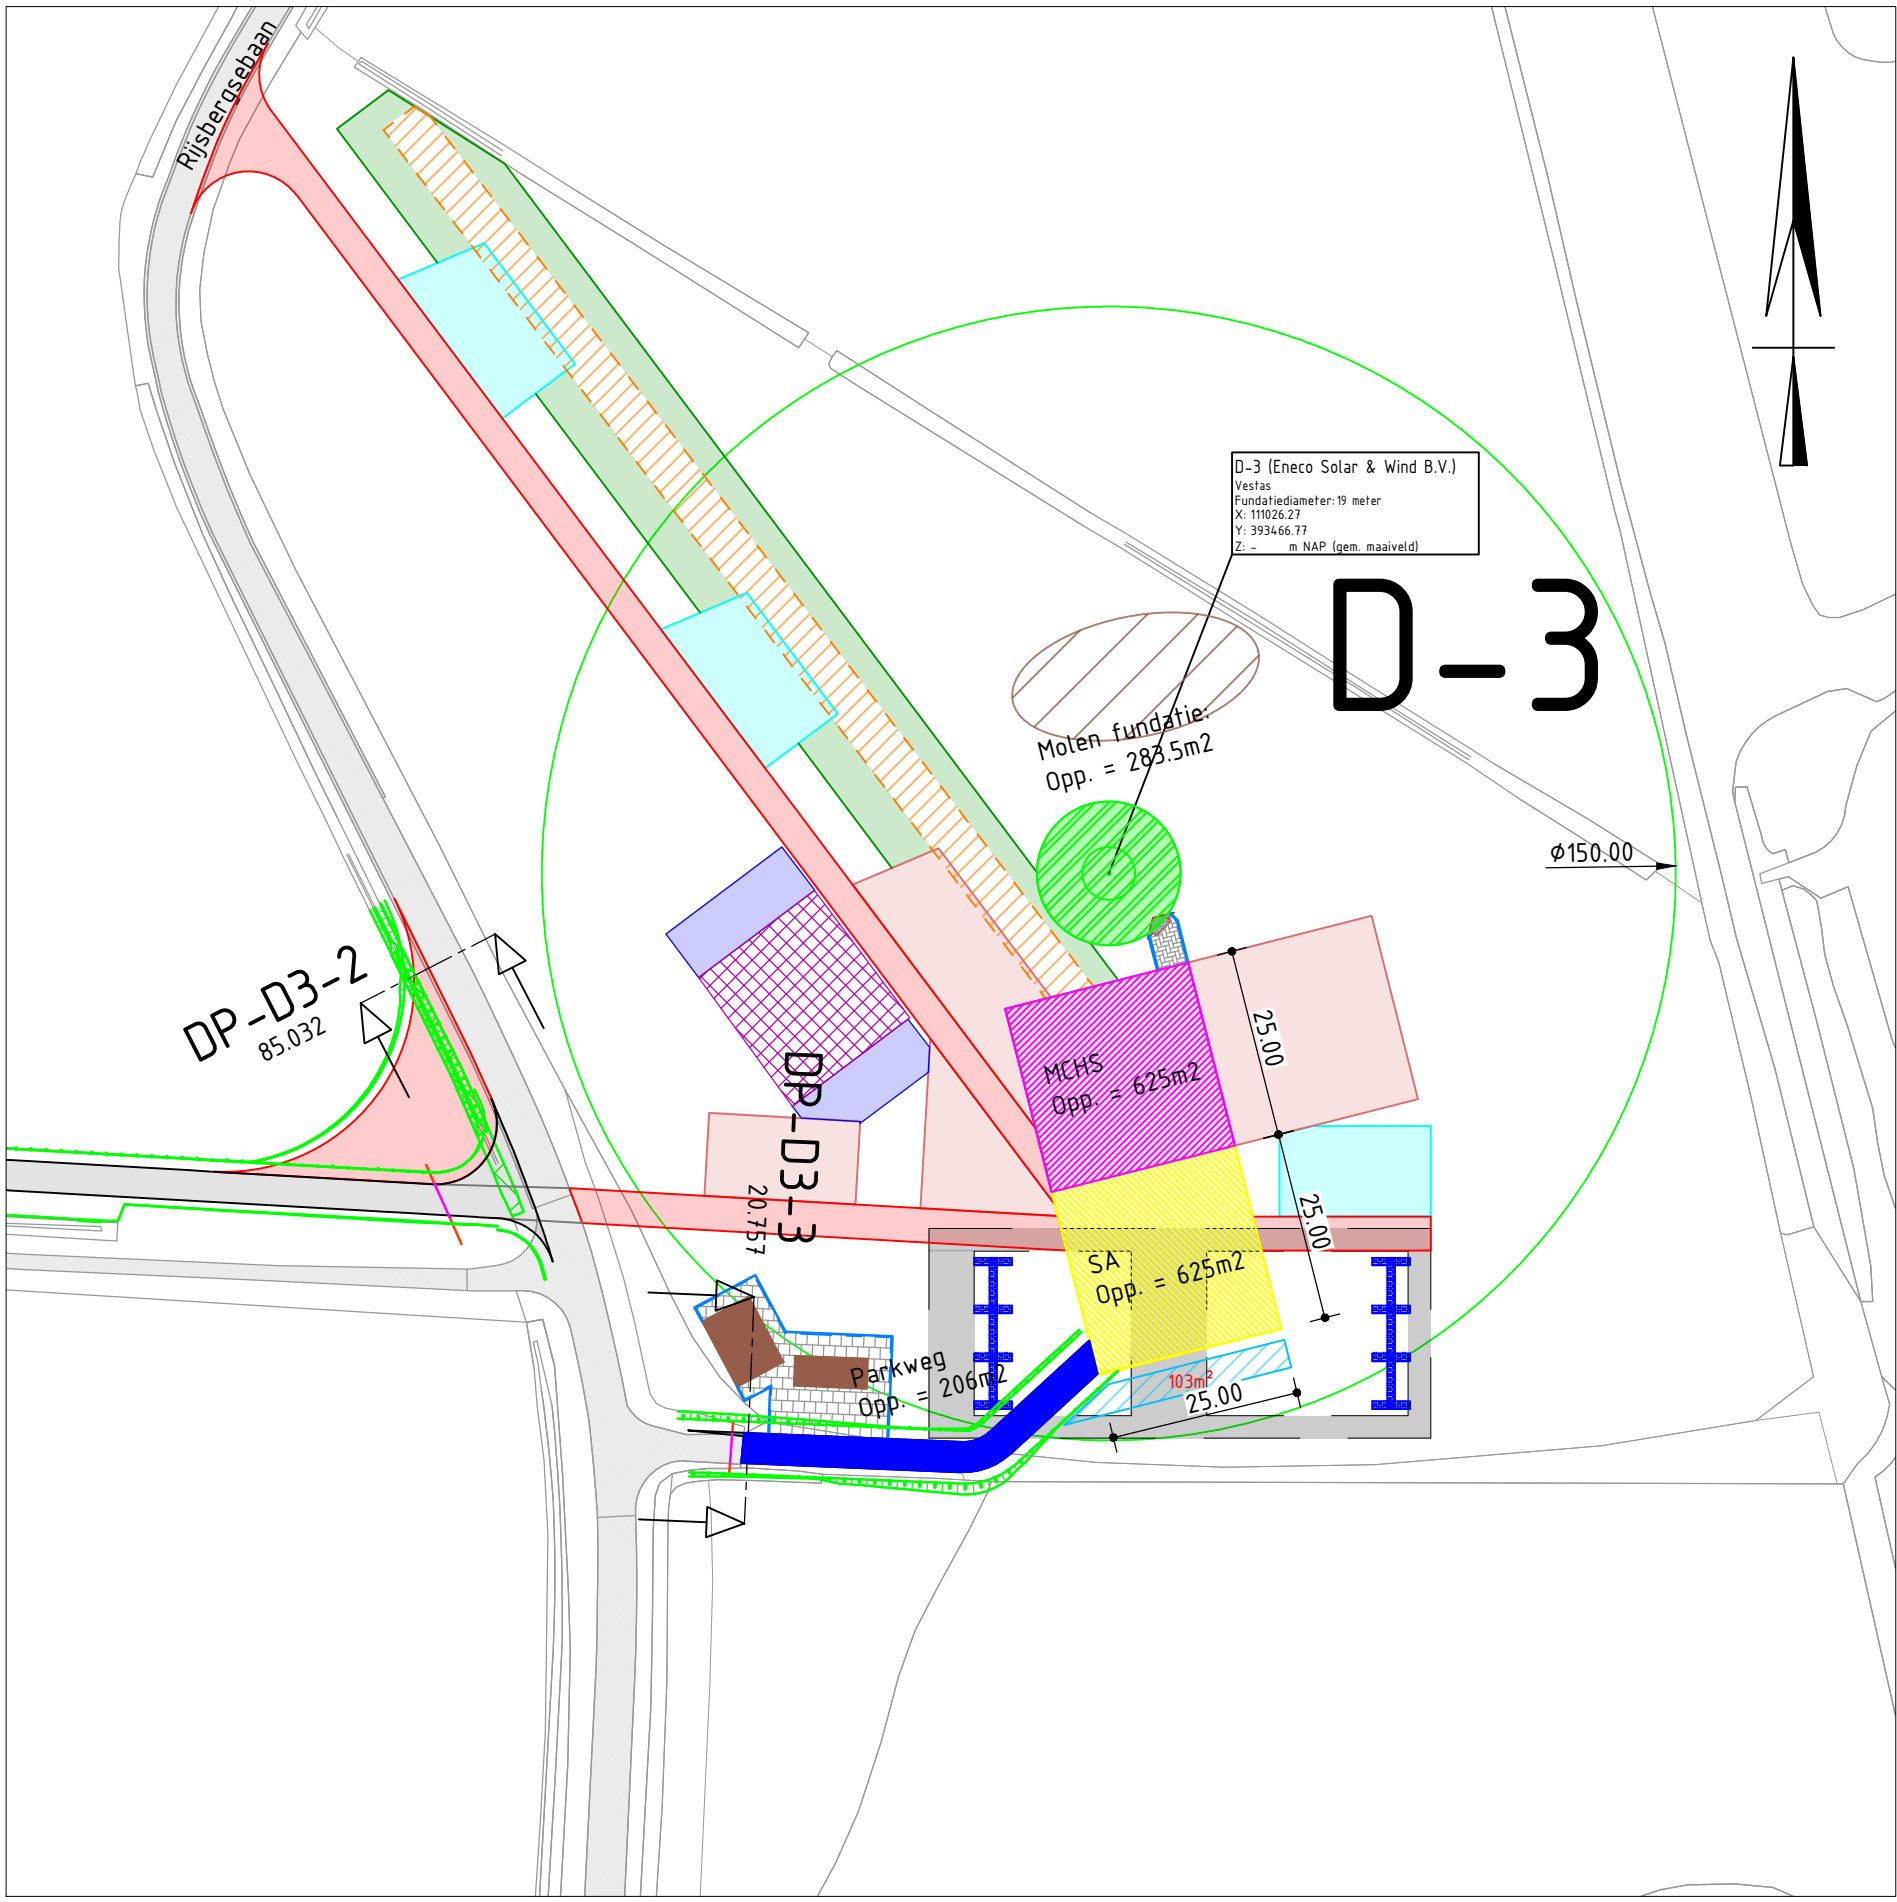 Rijsbergsebaan
D-3 (Eneco Solar & Wind B.V.)
Vestas
Fundatiediameter: 19 meter
X: 111026.27
Y: 393466.77
Z: - m NAP (gem. maaiveld)
D-3
Molen fundatie:
Opp. = 283.5m2
Ø150.00
DP-D3-2
85.032
25.00
MCHS
Opp. = 625m2
DP-D3-3
20.757
25.00
SA
Opp. = 625m2
Parkweg
Opp. = 206m2
103m²
25.00